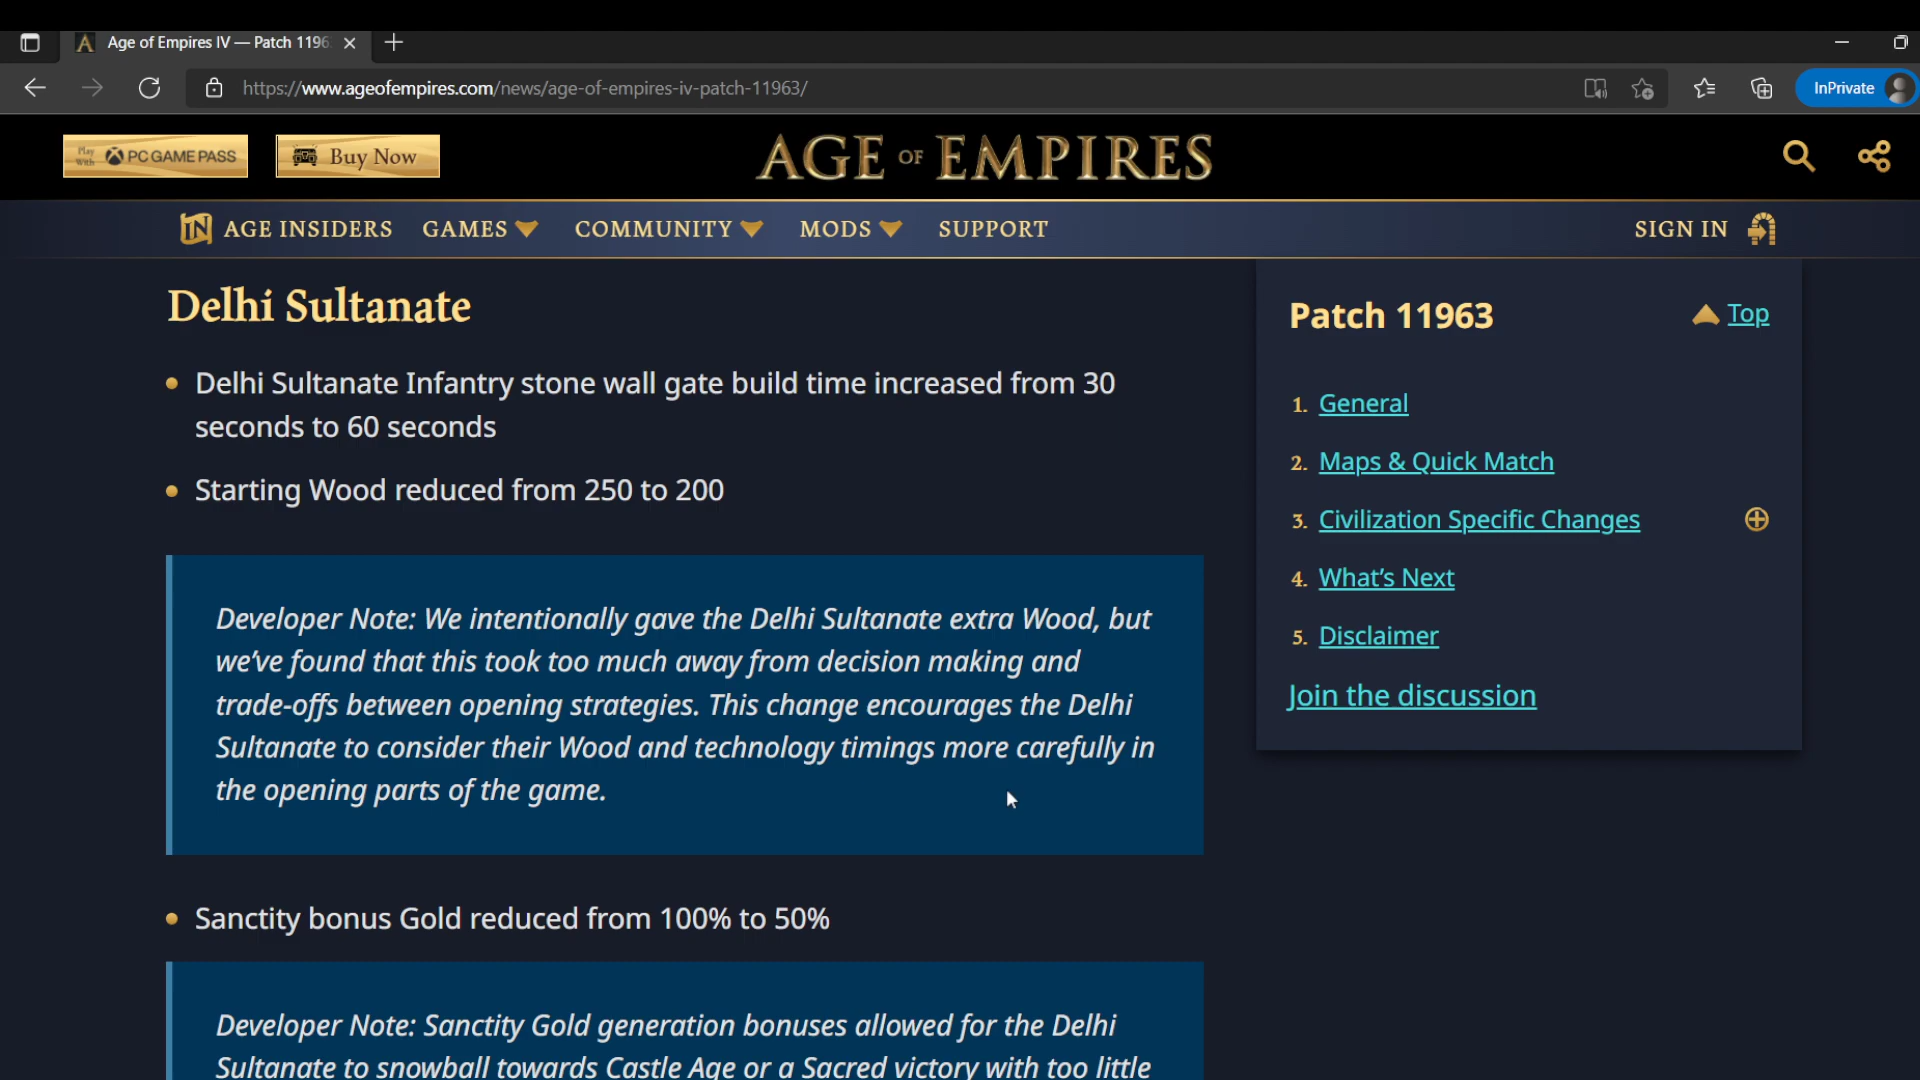 Age of Empires IV — Patch 1196
https://www.ageofempires.com/news/age-of-empires-iv-patch-11963/
InPrivate
Play With PC GAME PASS
Buy Now
AGE OF EMPIRES
IN AGE INSIDERS
GAMES
COMMUNITY
MODS
SUPPORT
SIGN IN
Delhi Sultanate
Delhi Sultanate Infantry stone wall gate build time increased from 30
seconds to 60 seconds
Starting Wood reduced from 250 to 200
Developer Note: We intentionally gave the Delhi Sultanate extra Wood, but
we've found that this took too much away from decision making and
trade-offs between opening strategies. This change encourages the Delhi
Sultanate to consider their Wood and technology timings more carefully in
the opening parts of the game.
Sanctity bonus Gold reduced from 100% to 50%
Developer Note: Sanctity Gold generation bonuses allowed for the Delhi
Sultanate to snowball towards Castle Age or a Sacred victory with too little
Patch 11963
Top
1. General
2. Maps & Quick Match
3. Civilization Specific Changes
4. What's Next
5. Disclaimer
Join the discussion